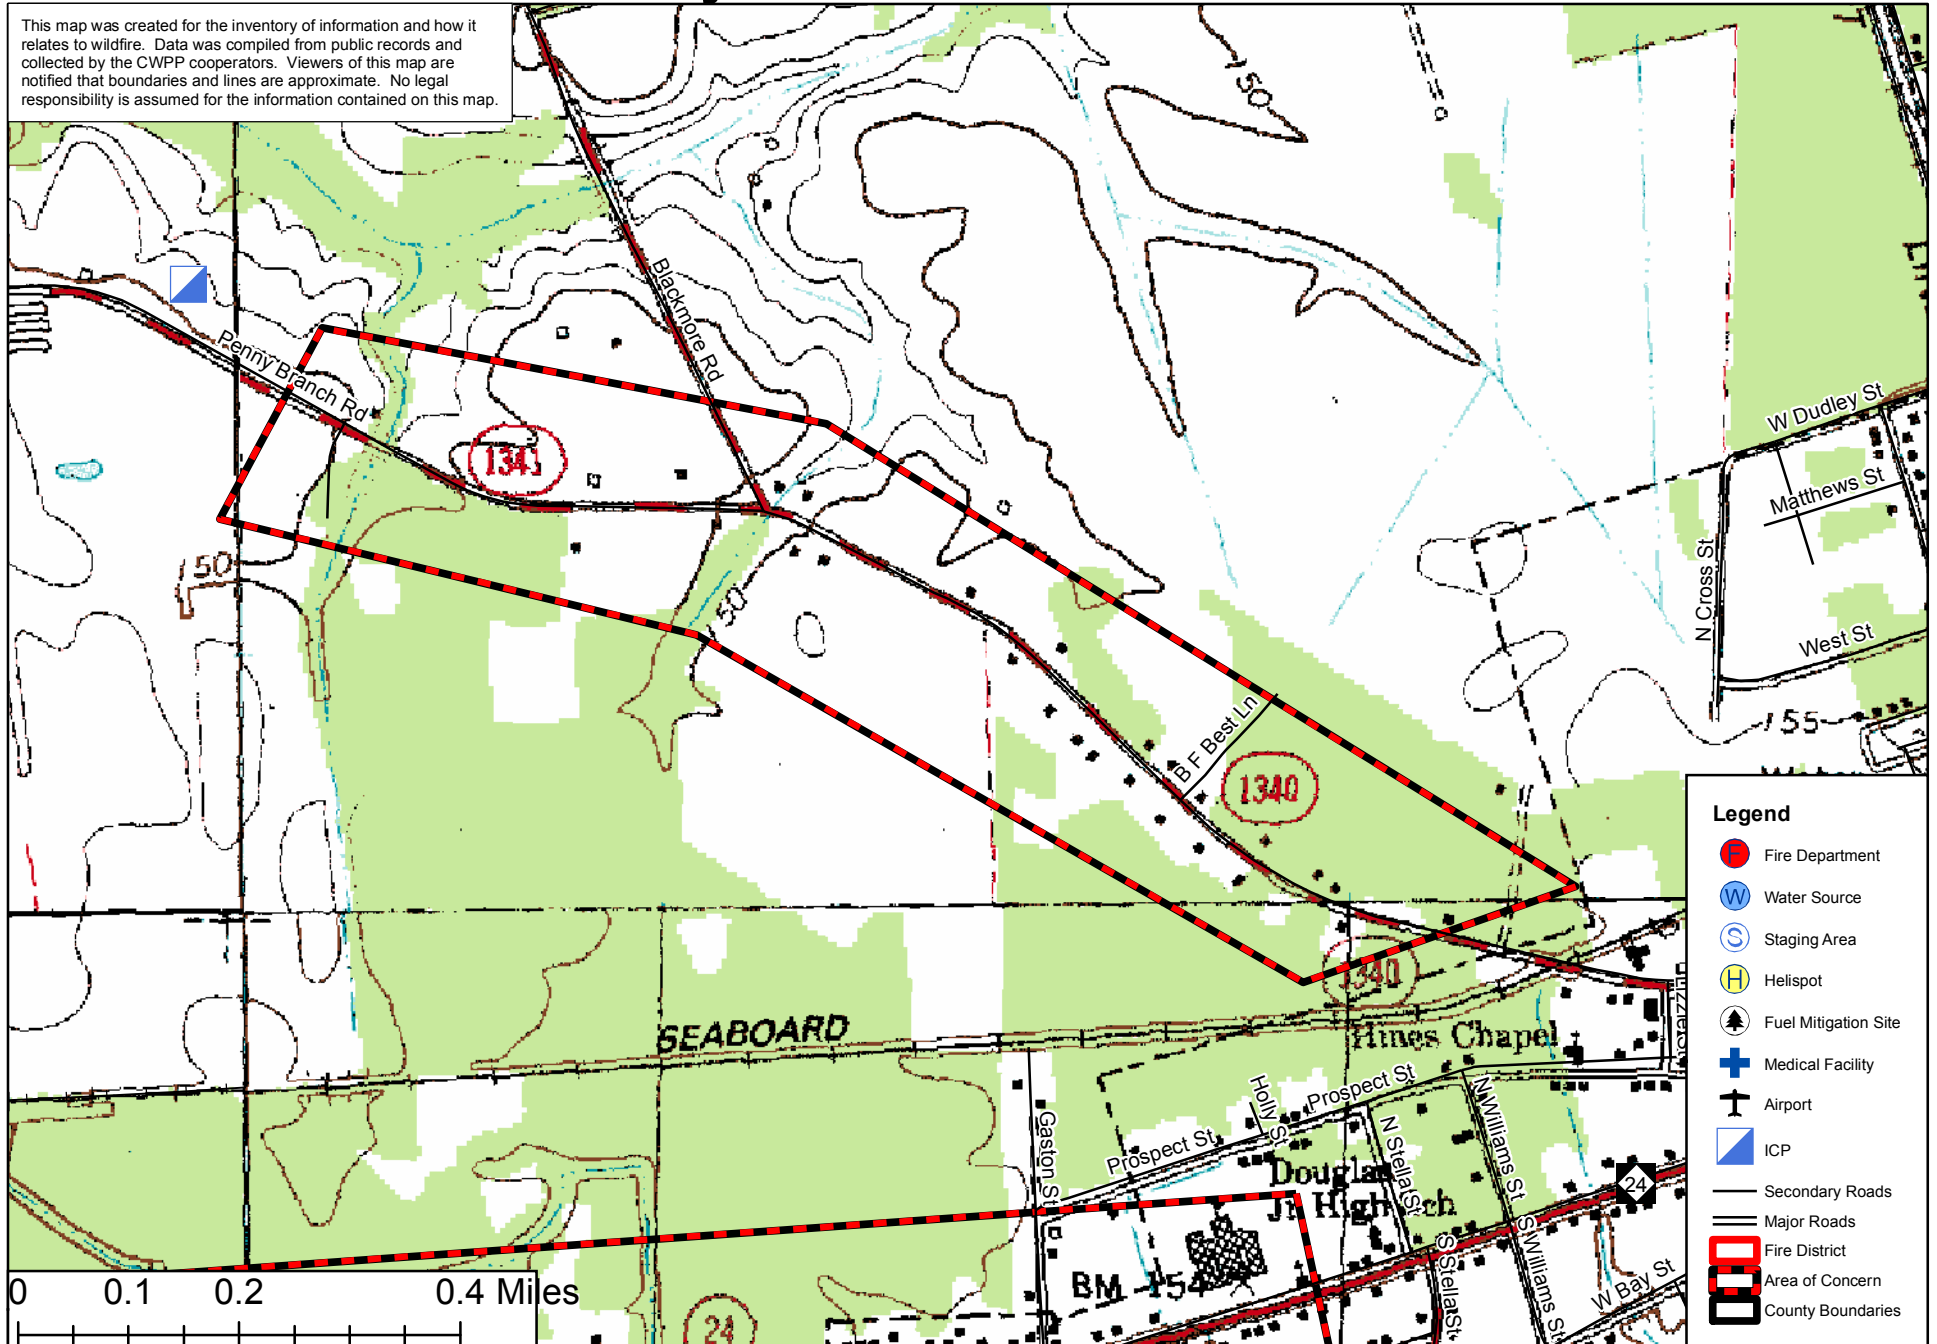 This map was created for the inventory of information and how it
relates to wildfire. Data was compiled from public records and
collected by the CWPP cooperators. Viewers of this map are
notified that boundaries and lines are approximate. No legal
responsibility is assumed for the information contained on this map.
150
Blackmore Rd
Penny Branch Rd
1341
150
50
W Dudley St
Matthews St
N Cross St
West St
155
B F Best Ln
1340
1340
SEABOARD
Hines Chapel
Prospect St
Holly St
Prospect St
Gaston St
N Stella St
N Williams St
Douglas
Jr High Sch
24
S Stella St
S Williams St
W Bay St
BM 154
24
Legend
F Fire Department
W Water Source
S Staging Area
H Helispot
Fuel Mitigation Site
Medical Facility
Airport
ICP
Secondary Roads
Major Roads
Fire District
Area of Concern
County Boundaries
0 0.1 0.2 0.4 Miles